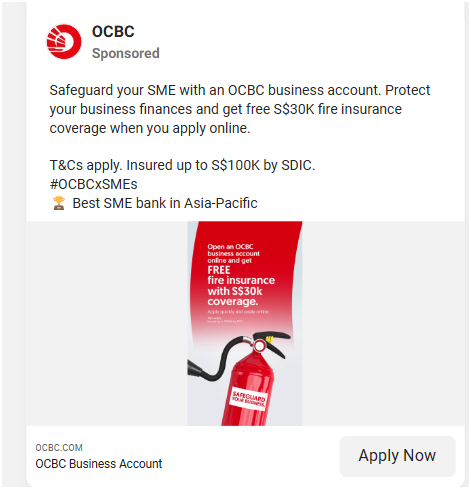 OCBC
Sponsored
Safeguard your SME with an OCBC business account. Protect
your business finances and get free S$30K fire insurance
coverage when you apply online.
T&Cs apply. Insured up to S$100K by SDIC.
#OCBCxSMEs
🏆 Best SME bank in Asia-Pacific
Open an OCBC
business account
online and get
FREE
fire insurance
with S$30k
coverage.
Apply quickly and easily online.
SAFEGUARD
YOUR BUSINESS.
OCBC.COM
OCBC Business Account
Apply Now